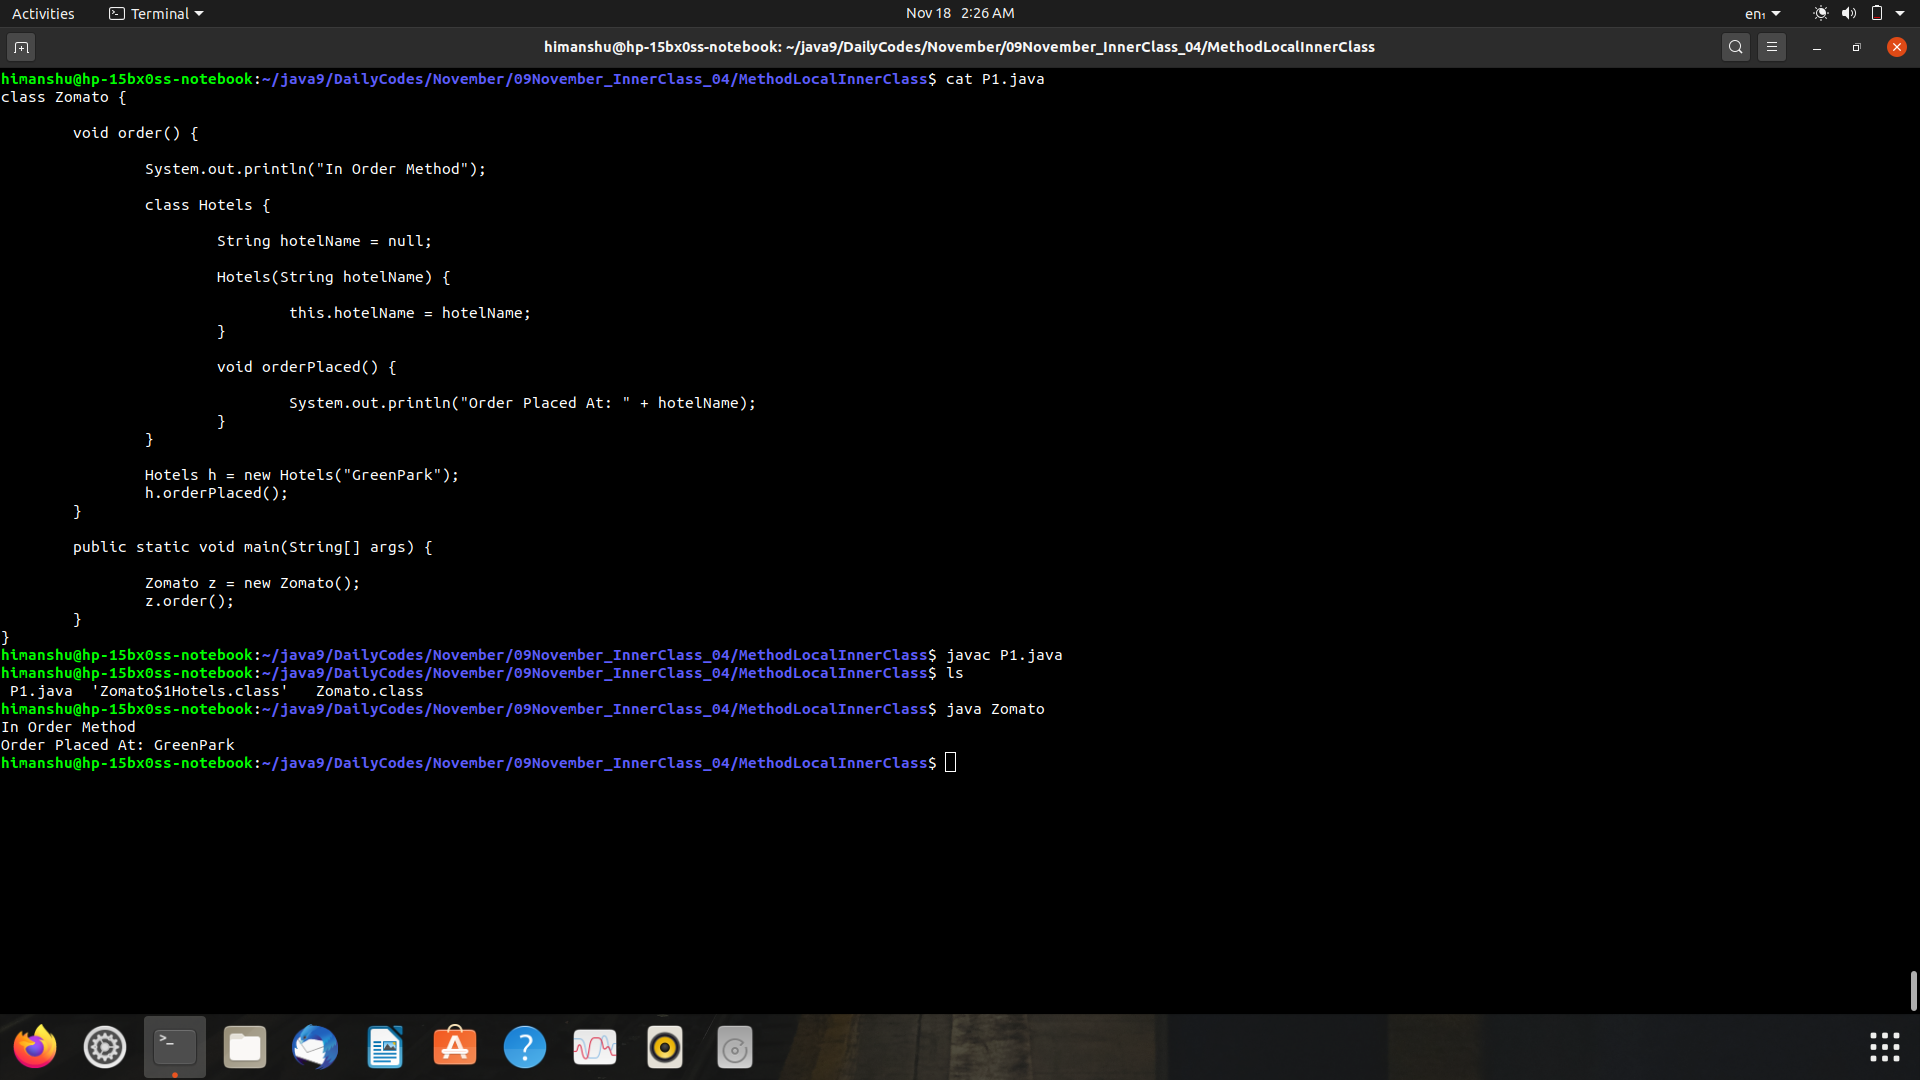 Activities Terminal Nov 18 2:26 AM en₁
himanshu@hp-15bx0ss-notebook: ~/java9/DailyCodes/November/09November_InnerClass_04/MethodLocalInnerClass
himanshu@hp-15bx0ss-notebook:~/java9/DailyCodes/November/09November_InnerClass_04/MethodLocalInnerClass$ cat P1.java
class Zomato {
void order() {
System.out.println("In Order Method");
class Hotels {
String hotelName = null;
Hotels(String hotelName) {
this.hotelName = hotelName;
}
void orderPlaced() {
System.out.println("Order Placed At: " + hotelName);
}
}
Hotels h = new Hotels("GreenPark");
h.orderPlaced();
}
public static void main(String[] args) {
Zomato z = new Zomato();
z.order();
}
}
himanshu@hp-15bx0ss-notebook:~/java9/DailyCodes/November/09November_InnerClass_04/MethodLocalInnerClass$ javac P1.java
himanshu@hp-15bx0ss-notebook:~/java9/DailyCodes/November/09November_InnerClass_04/MethodLocalInnerClass$ ls
P1.java 'Zomato$1Hotels.class' Zomato.class
himanshu@hp-15bx0ss-notebook:~/java9/DailyCodes/November/09November_InnerClass_04/MethodLocalInnerClass$ java Zomato
In Order Method
Order Placed At: GreenPark
himanshu@hp-15bx0ss-notebook:~/java9/DailyCodes/November/09November_InnerClass_04/MethodLocalInnerClass$